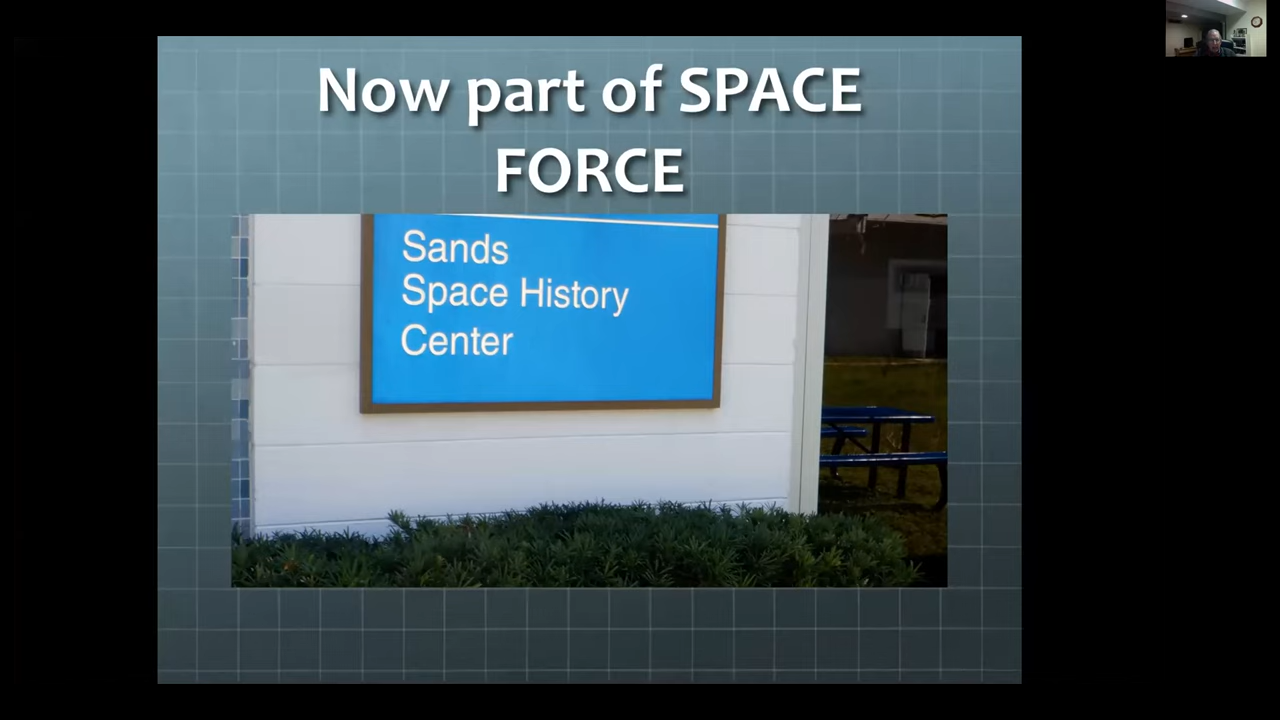 Now part of SPACE
FORCE
Sands
Space History
Center